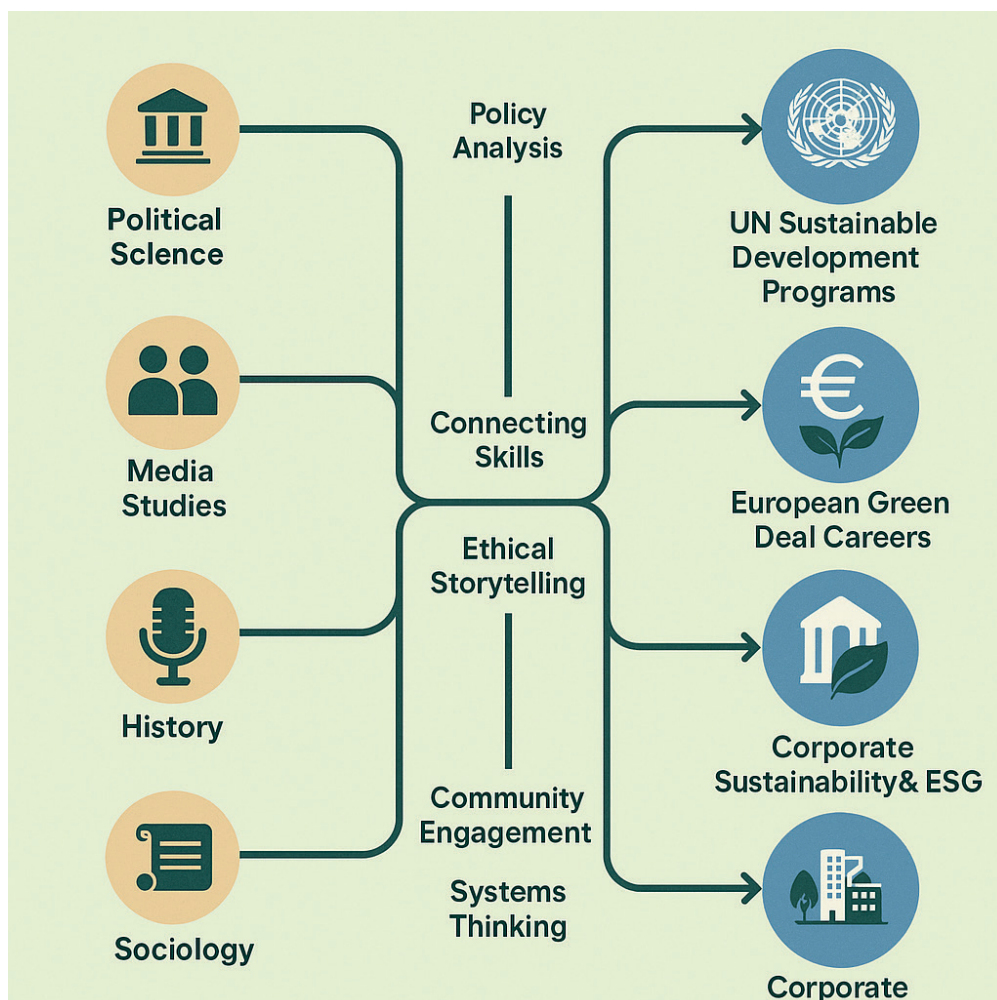 Political
Sclence
Media
Studies
History
Sociology
Policy
Analysis
Connecting
Skills
Ethical
Storytelling
Community
Engagement
Systems
Thinking
UN Sustainable
Development
Programs
€
European Green
Deal Careers
Corporate
Sustainability& ESG
Corporate